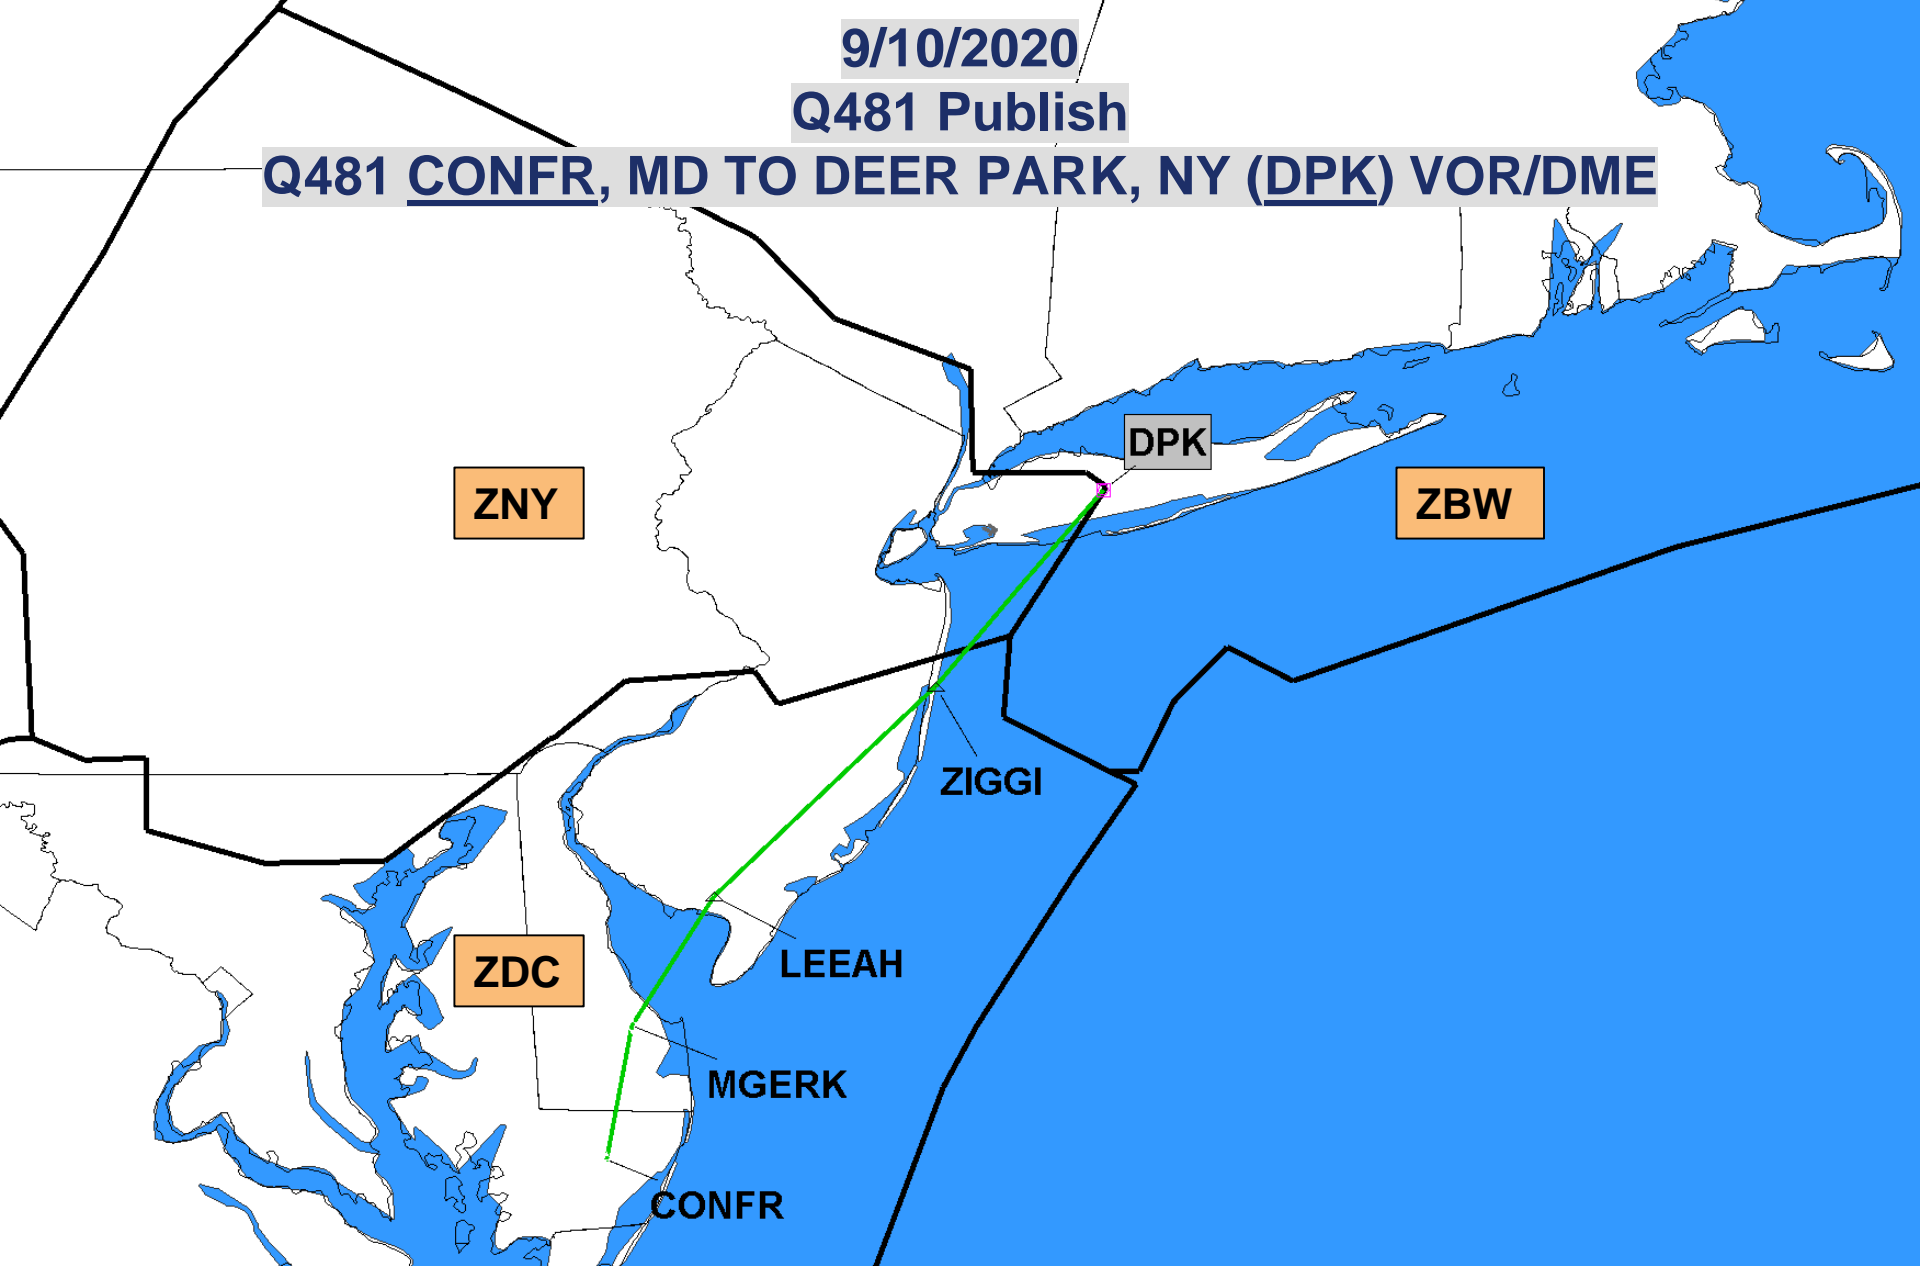 9/10/2020
Q481 Publish
Q481 CONFR, MD TO DEER PARK, NY (DPK) VOR/DME
DPK
ZNY
ZBW
ZIGGI
LEEAH
ZDC
MGERK
CONFR